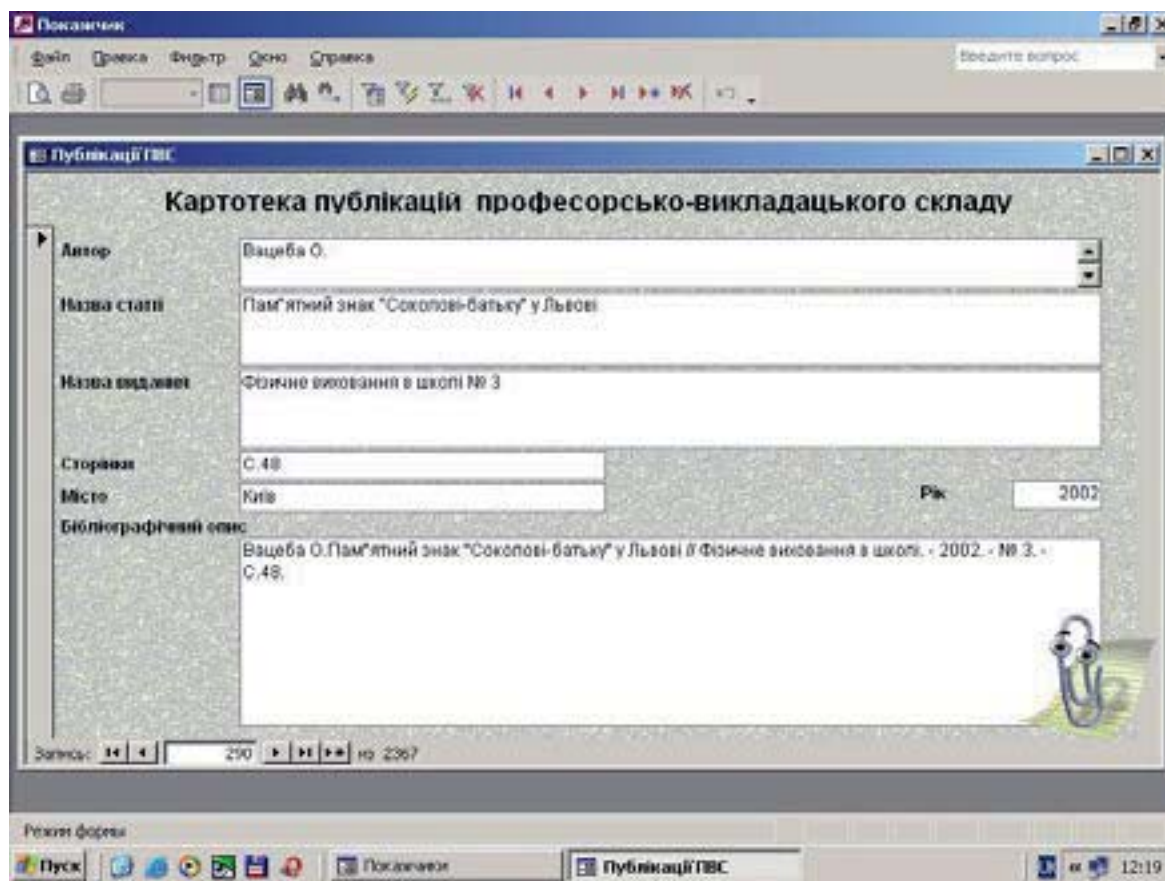 Покажчик
Файл Правка Фильтр Окно Справка
Введите вопрос
Публікації ПВС
Картотека публікацій професорсько-викладацького складу
Автор
Вацеба О.
Назва статті
Пам"ятний знак "Соколові-батьку" у Львові
Назва видання
Фізичне виховання в школі № 3
Сторінки
С.48
Місто
Київ
Рік
2002
Бібліографічний опис
Вацеба О.Пам"ятний знак "Соколові-батьку" у Львові // Фізичне виховання в школі. - 2002. - № 3. -
С.48.
Запись: 290 из 2367
Режим формы
Пуск
Покажчик
Публікації ПВС
12:19